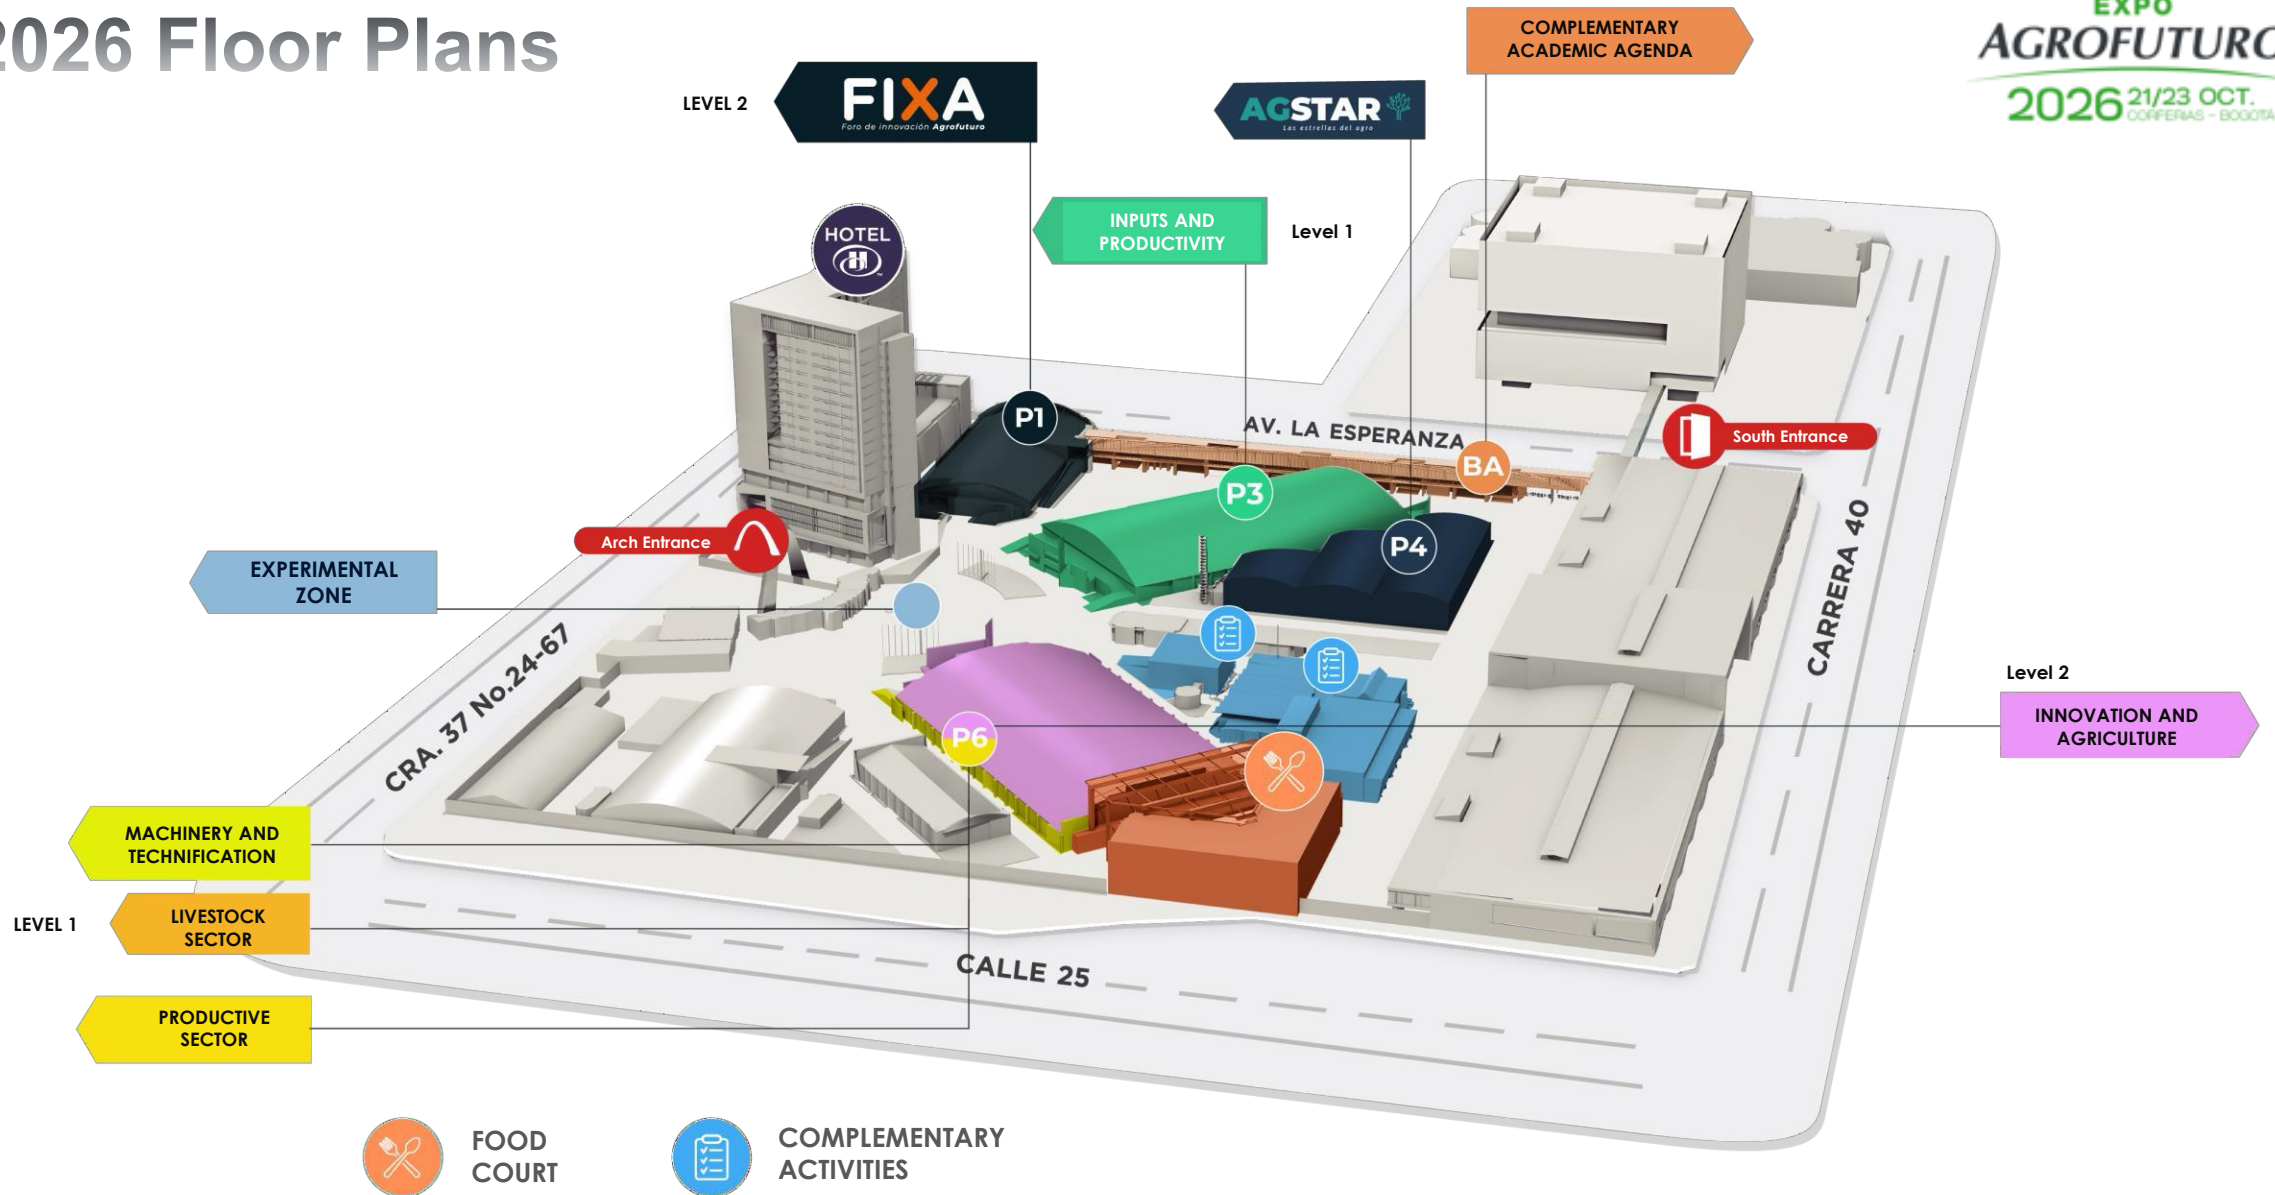 2026 Floor Plans
EXPO
AGROFUTURO
2026 21/23 OCT.
CORFERIAS - BOGOTÁ
COMPLEMENTARY
ACADEMIC AGENDA
LEVEL 2
FIXA
Foro de innovación Agrofuturo
AGSTAR
Las estrellas del agro
INPUTS AND
PRODUCTIVITY
Level 1
HOTEL
H
P1
AV. LA ESPERANZA
BA
South Entrance
P3
P4
Arch Entrance
EXPERIMENTAL
ZONE
CARRERA 40
CRA. 37 No.24-67
Level 2
INNOVATION AND
AGRICULTURE
P6
MACHINERY AND
TECHNIFICATION
LEVEL 1
LIVESTOCK
SECTOR
CALLE 25
PRODUCTIVE
SECTOR
FOOD
COURT
COMPLEMENTARY
ACTIVITIES